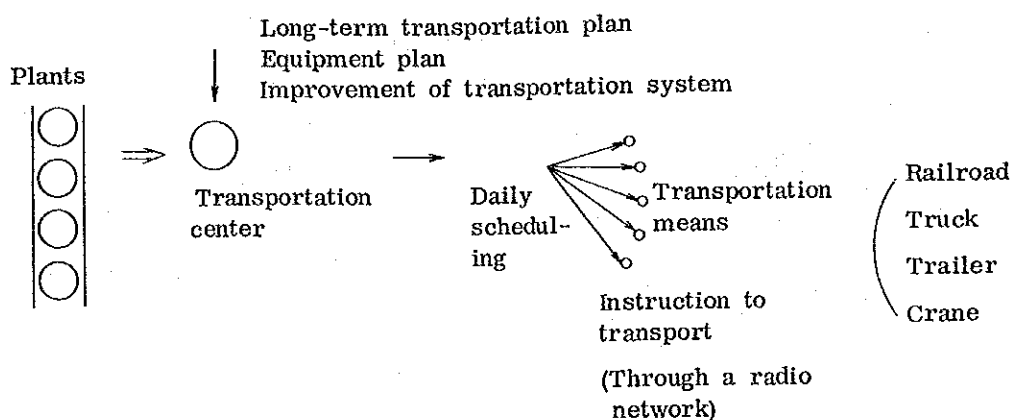 Long-term transportation plan
Equipment plan
Improvement of transportation system
Plants
Transportation
center
Daily
schedul-
ing
Transportation
means
Instruction to
transport
(Through a radio
network)
Railroad
Truck
Trailer
Crane